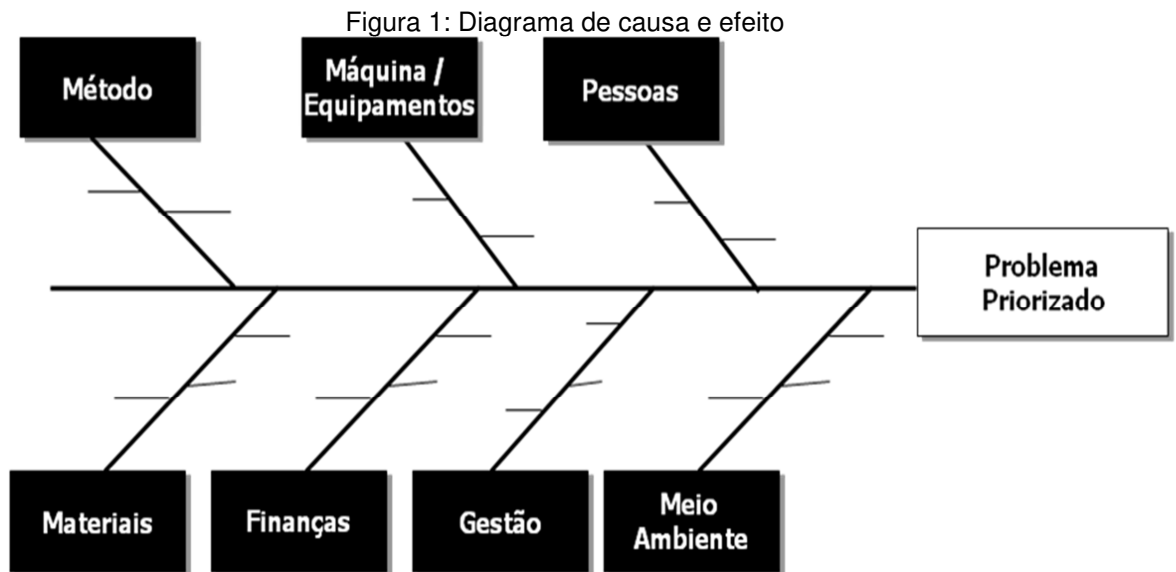 Figura 1: Diagrama de causa e efeito
Método
Máquina /
Equipamentos
Pessoas
Problema
Priorizado
Materiais
Finanças
Gestão
Meio
Ambiente